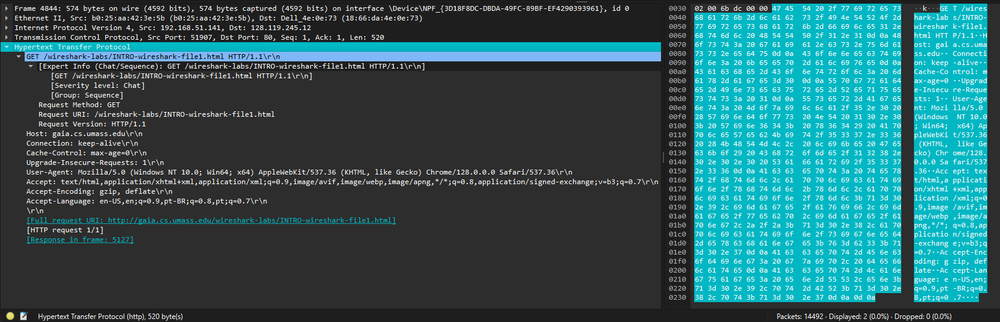 Frame 4844: 574 bytes on wire (4592 bits), 574 bytes captured (4592 bits) on interface \Device\NPF_{3D18F8DC-DBDA-49FC-89BF-EF4290393961}, id 0
Ethernet II, Src: b0:25:aa:42:3e:5b (b0:25:aa:42:3e:5b), Dst: Dell_4e:0e:73 (18:66:da:4e:0e:73)
Internet Protocol Version 4, Src: 192.168.51.141, Dst: 128.119.245.12
Transmission Control Protocol, Src Port: 51907, Dst Port: 80, Seq: 1, Ack: 1, Len: 520
Hypertext Transfer Protocol
GET /wireshark-labs/INTRO-wireshark-file1.html HTTP/1.1\r\n
[Expert Info (Chat/Sequence): GET /wireshark-labs/INTRO-wireshark-file1.html HTTP/1.1\r\n]
[GET /wireshark-labs/INTRO-wireshark-file1.html HTTP/1.1\r\n]
[Severity level: Chat]
[Group: Sequence]
Request Method: GET
Request URI: /wireshark-labs/INTRO-wireshark-file1.html
Request Version: HTTP/1.1
Host: gaia.cs.umass.edu\r\n
Connection: keep-alive\r\n
Cache-Control: max-age=0\r\n
Upgrade-Insecure-Requests: 1\r\n
User-Agent: Mozilla/5.0 (Windows NT 10.0; Win64; x64) AppleWebKit/537.36 (KHTML, like Gecko) Chrome/128.0.0.0 Safari/537.36\r\n
Accept: text/html,application/xhtml+xml,application/xml;q=0.9,image/avif,image/webp,image/apng,*/*;q=0.8,application/signed-exchange;v=b3;q=0.7\r\n
Accept-Encoding: gzip, deflate\r\n
Accept-Language: en-US,en;q=0.9,pt-BR;q=0.8,pt;q=0.7\r\n
\r\n
[Full request URI: http://gaia.cs.umass.edu/wireshark-labs/INTRO-wireshark-file1.html]
[HTTP request 1/1]
[Response in frame: 5127]
0030 02 00 6b dc 00 00 47 45 54 20 2f 77 69 72 65 73 ··k···GE T /wires
0040 68 61 72 6b 2d 6c 61 62 73 2f 49 4e 54 52 4f 2d hark-lab s/INTRO-
0050 77 69 72 65 73 68 61 72 6b 2d 66 69 6c 65 31 2e wireshar k-file1.
0060 68 74 6d 6c 20 48 54 54 50 2f 31 2e 31 0d 0a 48 html HTT P/1.1··H
0070 6f 73 74 3a 20 67 61 69 61 2e 63 73 2e 75 6d 61 ost: gai a.cs.uma
0080 73 73 2e 65 64 75 0d 0a 43 6f 6e 6e 65 63 74 69 ss.edu·· Connecti
0090 6f 6e 3a 20 6b 65 65 70 2d 61 6c 69 76 65 0d 0a on: keep -alive··
00a0 43 61 63 68 65 2d 43 6f 6e 74 72 6f 6c 3a 20 6d Cache-Co ntrol: m
00b0 61 78 2d 61 67 65 3d 30 0d 0a 55 70 67 72 61 64 ax-age=0 ··Upgrad
00c0 65 2d 49 6e 73 65 63 75 72 65 2d 52 65 71 75 65 e-Insecu re-Reque
00d0 73 74 73 3a 20 31 0d 0a 55 73 65 72 2d 41 67 65 sts: 1·· User-Age
00e0 6e 74 3a 20 4d 6f 7a 69 6c 6c 61 2f 35 2e 30 20 nt: Mozi lla/5.0
00f0 28 57 69 6e 64 6f 77 73 20 4e 54 20 31 30 2e 30 (Windows NT 10.0
0100 3b 20 57 69 6e 36 34 3b 20 78 36 34 29 20 41 70 ; Win64; x64) Ap
0110 70 6c 65 57 65 62 4b 69 74 2f 35 33 37 2e 33 36 pleWebKi t/537.36
0120 20 28 4b 48 54 4d 4c 2c 20 6c 69 6b 65 20 47 65 (KHTML, like Ge
0130 63 6b 6f 29 20 43 68 72 6f 6d 65 2f 31 32 38 2e cko) Chr ome/128.
0140 30 2e 30 2e 30 20 53 61 66 61 72 69 2f 35 33 37 0.0.0 Sa fari/537
0150 2e 33 36 0d 0a 41 63 63 65 70 74 3a 20 74 65 78 .36··Acc ept: tex
0160 74 2f 68 74 6d 6c 2c 61 70 70 6c 69 63 61 74 69 t/html,a pplicati
0170 6f 6e 2f 78 68 74 6d 6c 2b 78 6d 6c 2c 61 70 70 on/xhtml +xml,app
0180 6c 69 63 61 74 69 6f 6e 2f 78 6d 6c 3b 71 3d 30 lication /xml;q=0
0190 2e 39 2c 69 6d 61 67 65 2f 61 76 69 66 2c 69 6d .9,image /avif,im
01a0 61 67 65 2f 77 65 62 70 2c 69 6d 61 67 65 2f 61 age/webp ,image/a
01b0 70 6e 67 2c 2a 2f 2a 3b 71 3d 30 2e 38 2c 61 70 png,*/*; q=0.8,ap
01c0 70 6c 69 63 61 74 69 6f 6e 2f 73 69 67 6e 65 64 plicatio n/signed
01d0 2d 65 78 63 68 61 6e 67 65 3b 76 3d 62 33 3b 71 -exchang e;v=b3;q
01e0 3d 30 2e 37 0d 0a 41 63 63 65 70 74 2d 45 6e 63 =0.7··Ac cept-Enc
01f0 6f 64 69 6e 67 3a 20 67 7a 69 70 2c 20 64 65 66 oding: g zip, def
0200 6c 61 74 65 0d 0a 41 63 63 65 70 74 2d 4c 61 6e late··Ac cept-Lan
0210 67 75 61 67 65 3a 20 65 6e 2d 55 53 2c 65 6e 3b guage: e n-US,en;
0220 71 3d 30 2e 39 2c 70 74 2d 42 52 3b 71 3d 30 2e q=0.9,pt -BR;q=0.
0230 38 2c 70 74 3b 71 3d 30 2e 37 0d 0a 0d 0a 8,pt;q=0 .7····
Hypertext Transfer Protocol (http), 520 byte(s)
Packets: 14492 · Displayed: 2 (0.0%) · Dropped: 0 (0.0%)